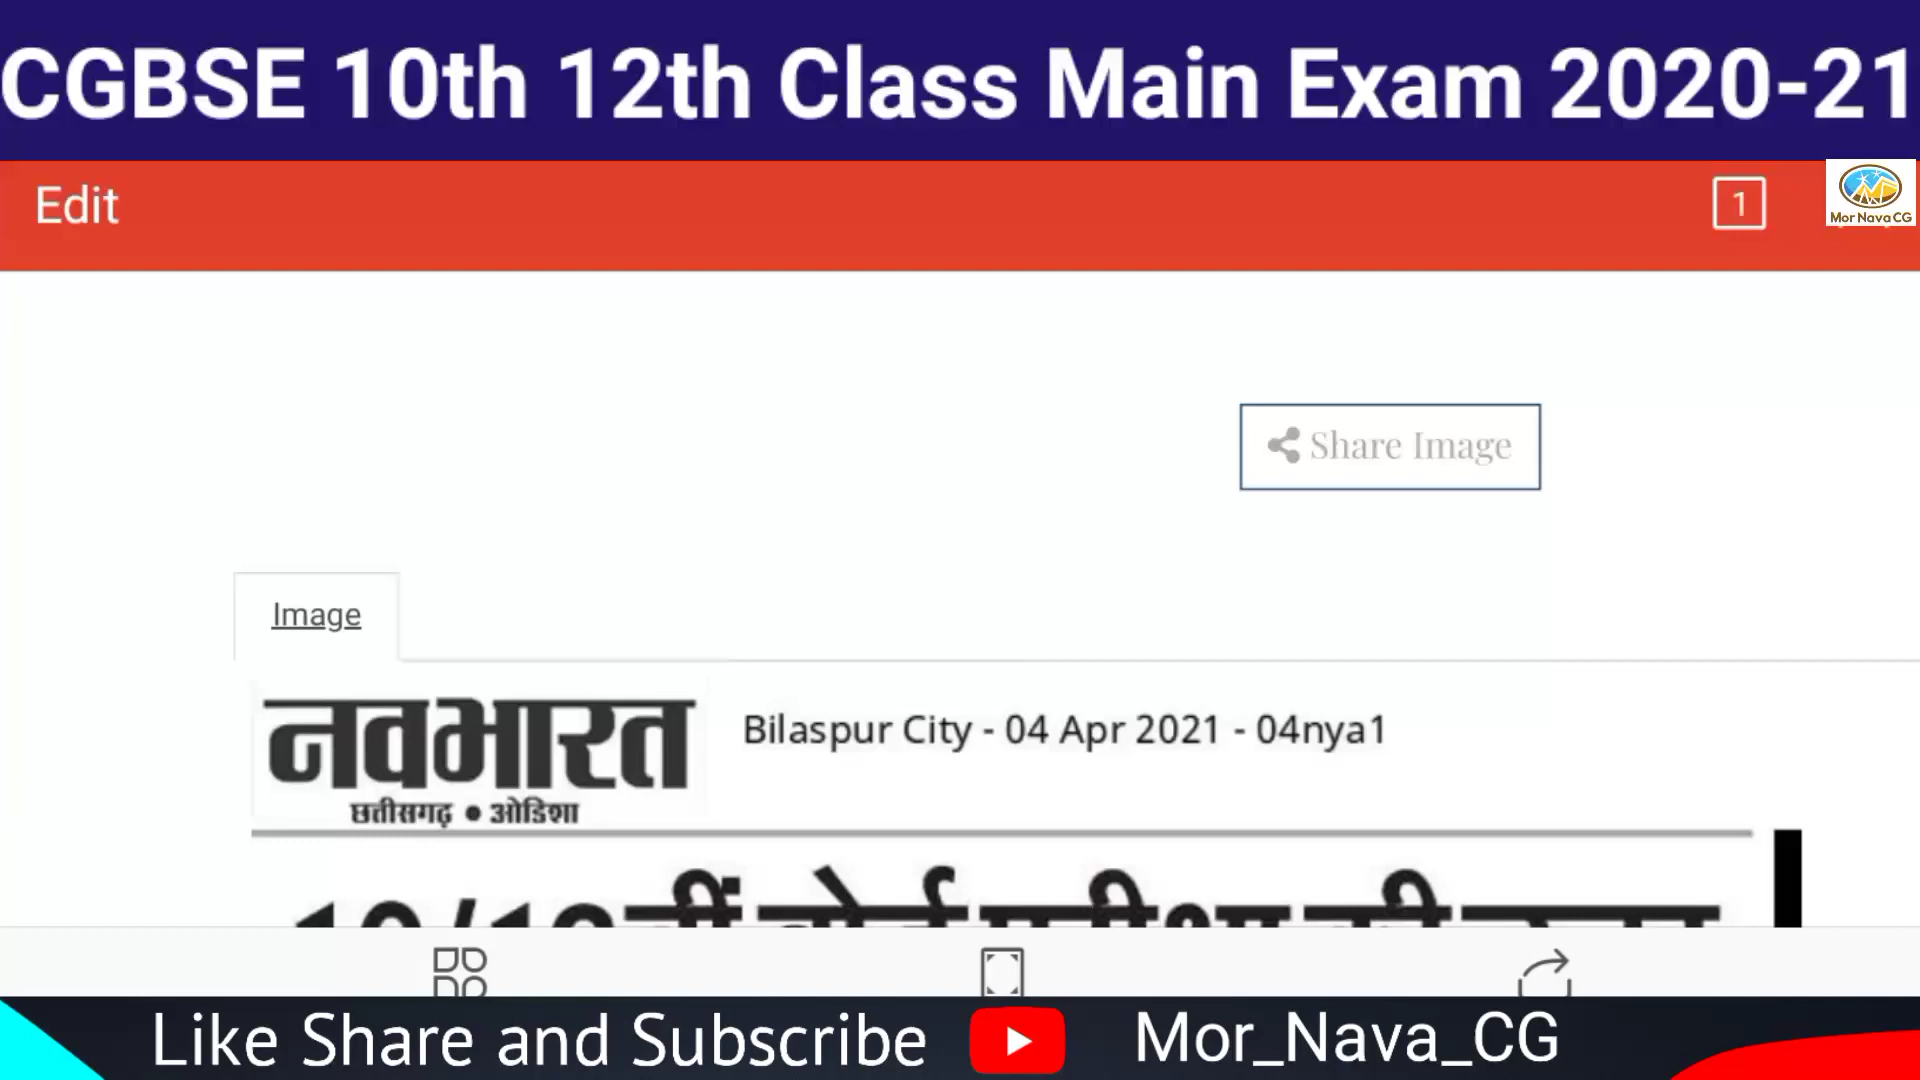 CGBSE 10th 12th Class Main Exam 2020-21
Edit
1
Mor Nava CG
Share Image
Image
नवभारत
छत्तीसगढ़ • ओडिशा
Bilaspur City - 04 Apr 2021 - 04nya1
Like Share and Subscribe
Mor_Nava_CG